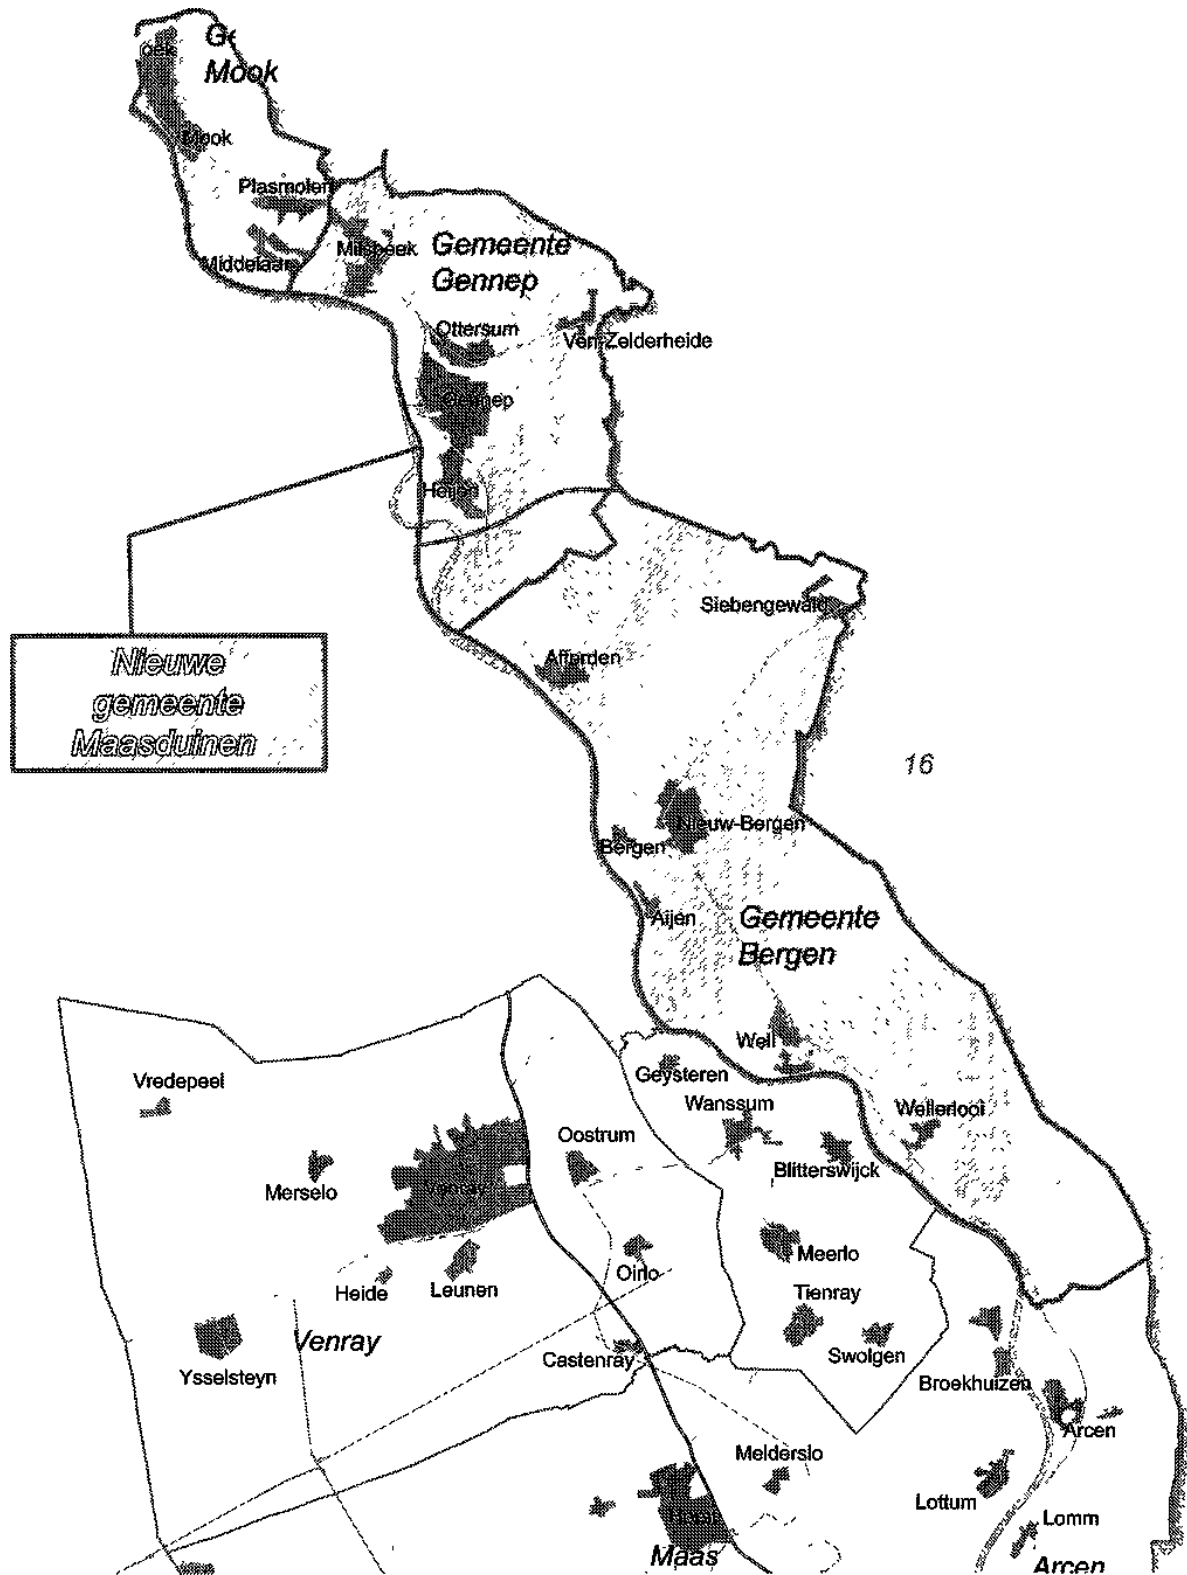 Mook
Mook
Plasmolen
Milsbeek
Middelaar
Gemeente
Gennep
Ottersum
Ven-Zelderheide
Gennep
Heijen
Siebengewald
Afferden
Nieuwe
gemeente
Maasduinen
16
Nieuw-Bergen
Bergen
Aijen
Gemeente
Bergen
Well
Geysteren
Vredepeel
Wanssum
Wellerlooi
Oostrum
Blitterswijck
Merselo
Venray
Meerlo
Oirlo
Heide
Leunen
Tienray
Venray
Swolgen
Castenray
Ysselsteyn
Broekhuizen
Arcen
Melderslo
Lottum
Lomm
Maas
Arcen